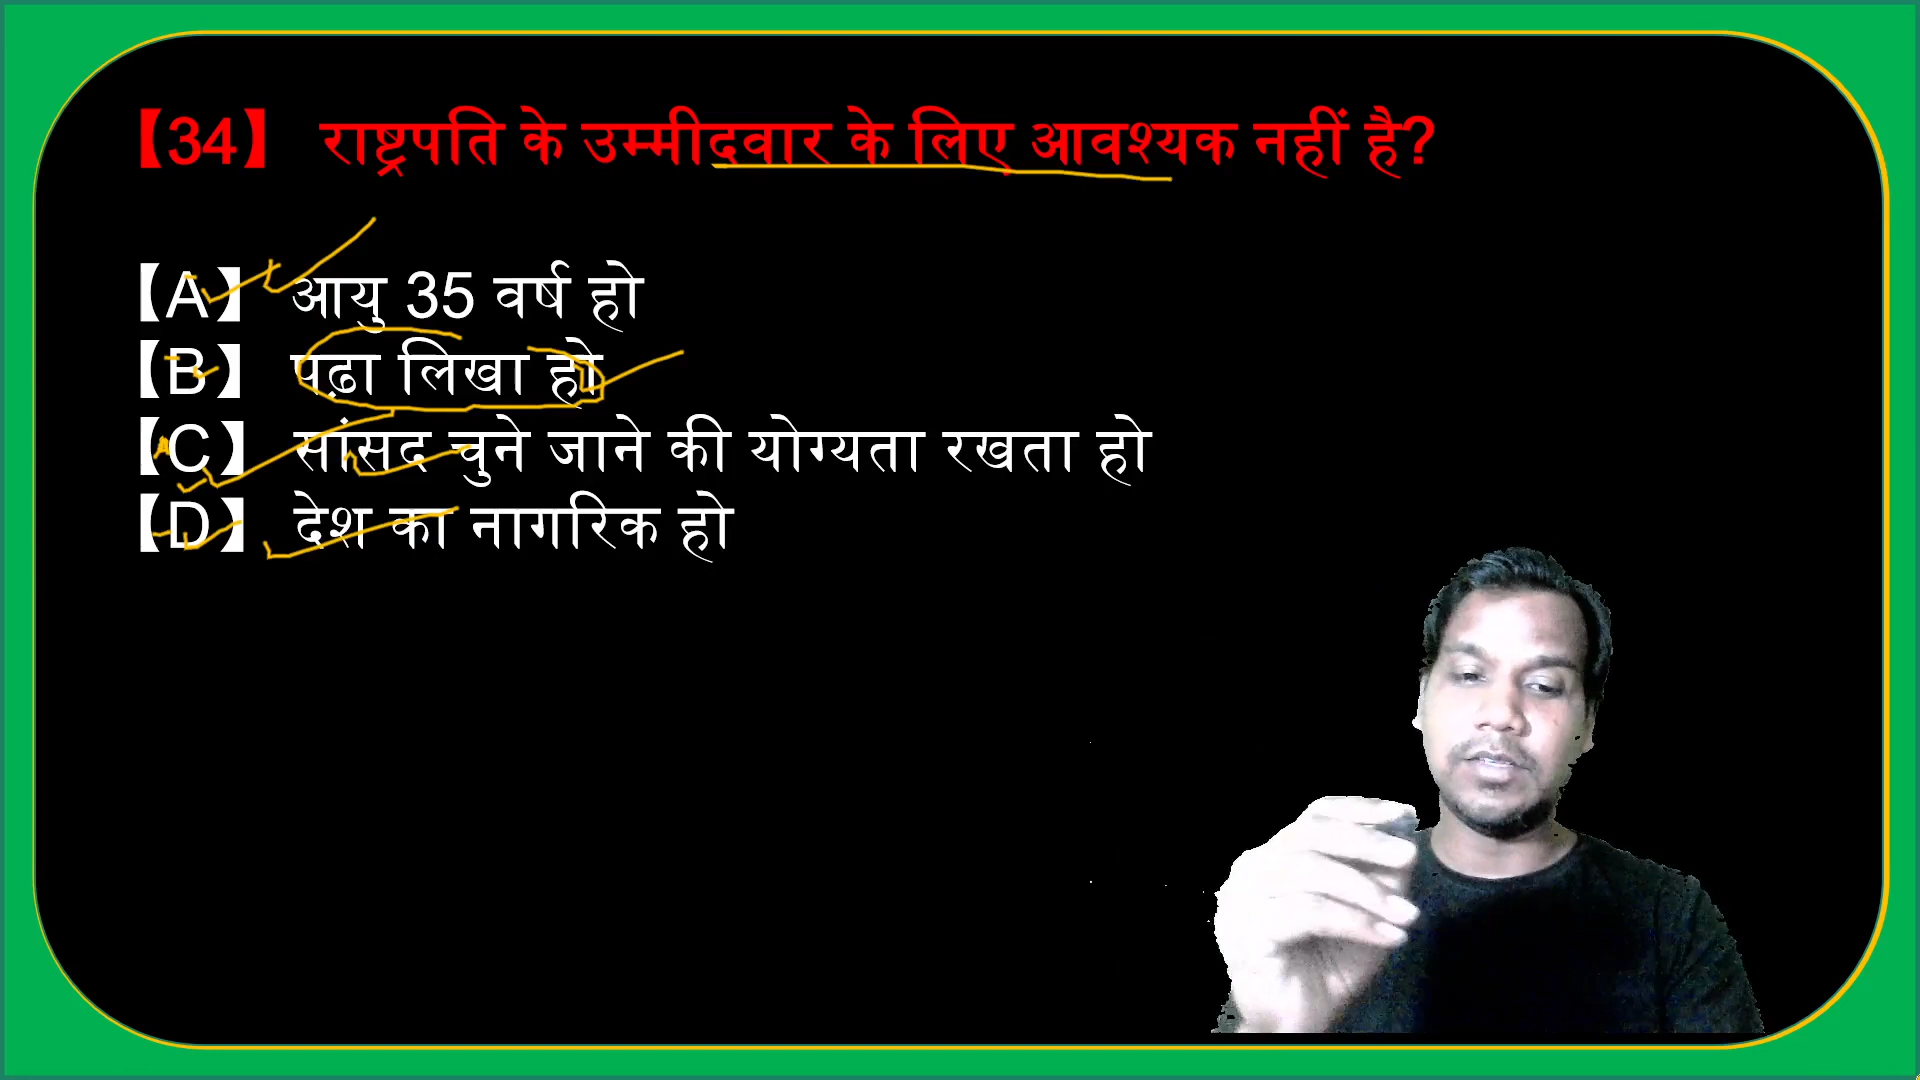 【34】 राष्ट्रपति के उम्मीदवार के लिए आवश्यक नहीं है?
【A】 आयु 35 वर्ष हो
【B】 पढ़ा लिखा हो
【C】 सांसद चुने जाने की योग्यता रखता हो
【D】 देश का नागरिक हो